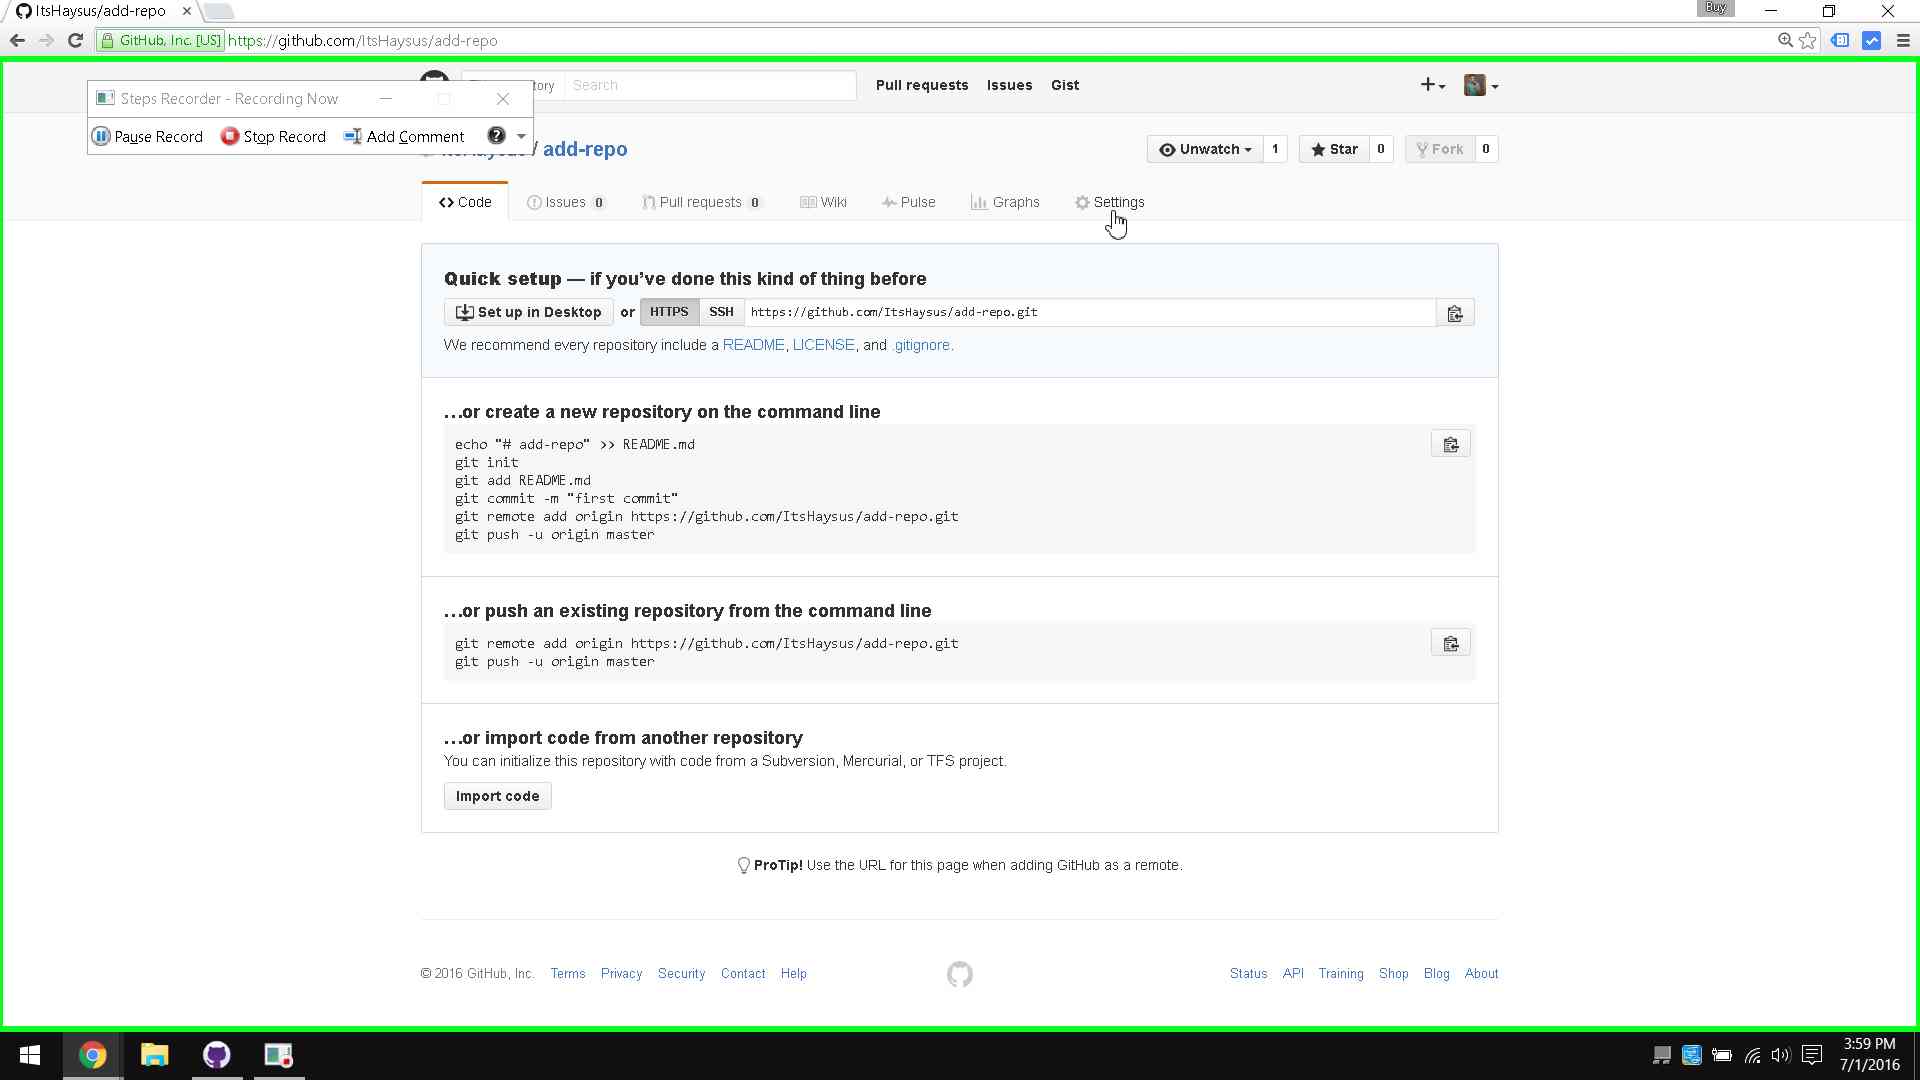 ItsHaysus/add-repo
Buy
GitHub, Inc. [US] https://github.com/ItsHaysus/add-repo
Search Pull requests Issues Gist
Steps Recorder - Recording Now
Pause Record Stop Record Add Comment
/ add-repo
Unwatch 1 Star 0 Fork 0
Code Issues 0 Pull requests 0 Wiki Pulse Graphs Settings
Quick setup — if you’ve done this kind of thing before
Set up in Desktop or HTTPS SSH https://github.com/ItsHaysus/add-repo.git
We recommend every repository include a README, LICENSE, and .gitignore.
…or create a new repository on the command line
echo "# add-repo" >> README.md
git init
git add README.md
git commit -m "first commit"
git remote add origin https://github.com/ItsHaysus/add-repo.git
git push -u origin master
…or push an existing repository from the command line
git remote add origin https://github.com/ItsHaysus/add-repo.git
git push -u origin master
…or import code from another repository
You can initialize this repository with code from a Subversion, Mercurial, or TFS project.
Import code
ProTip! Use the URL for this page when adding GitHub as a remote.
© 2016 GitHub, Inc. Terms Privacy Security Contact Help Status API Training Shop Blog About
3:59 PM
7/1/2016